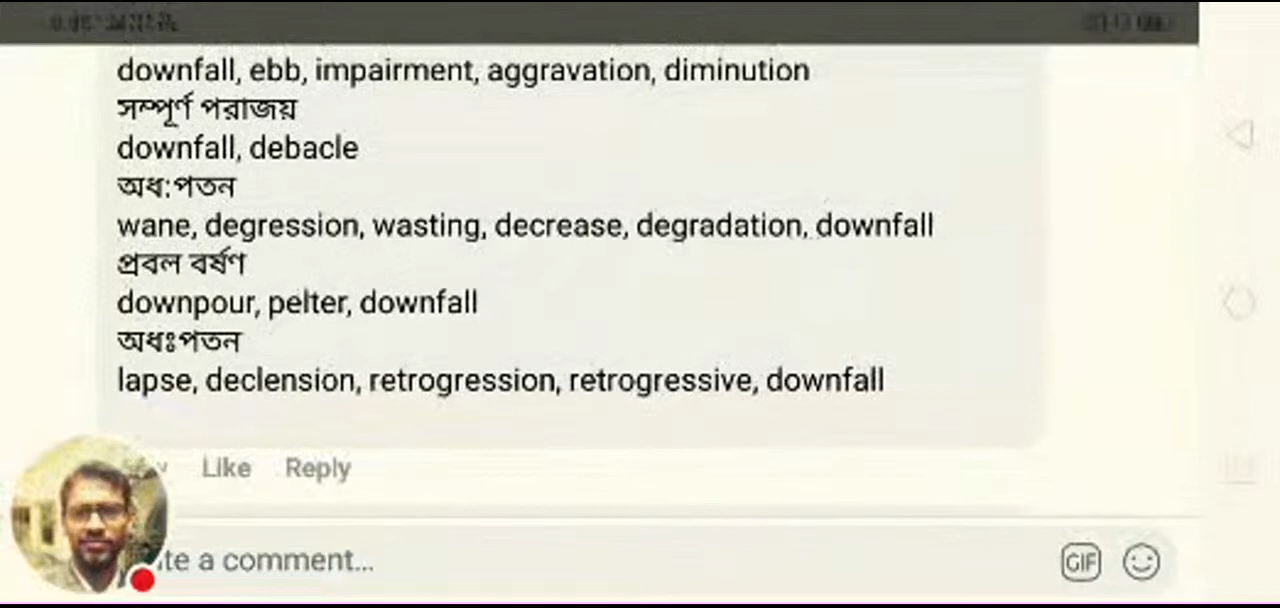 downfall, ebb, impairment, aggravation, diminution
সম্পূর্ণ পরাজয়
downfall, debacle
অধ:পতন
wane, degression, wasting, decrease, degradation, downfall
প্রবল বর্ষণ
downpour, pelter, downfall
অধঃপতন
lapse, declension, retrogression, retrogressive, downfall
Like Reply
a comment...
GIF